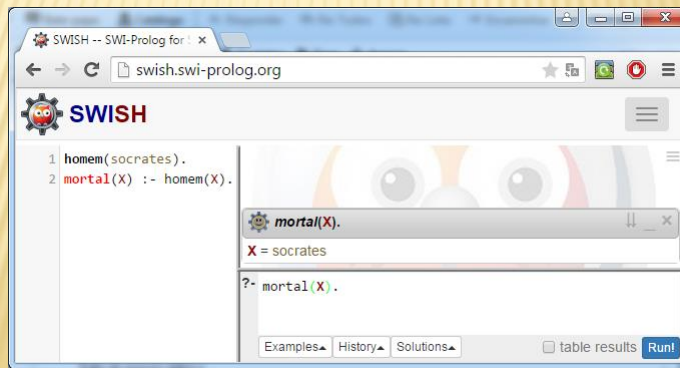 SWISH -- SWI-Prolog for
swish.swi-prolog.org
SWISH
1 homem(socrates).
2 mortal(X) :- homem(X).
mortal(X).
X = socrates
?- mortal(X).
Examples History Solutions table results Run!